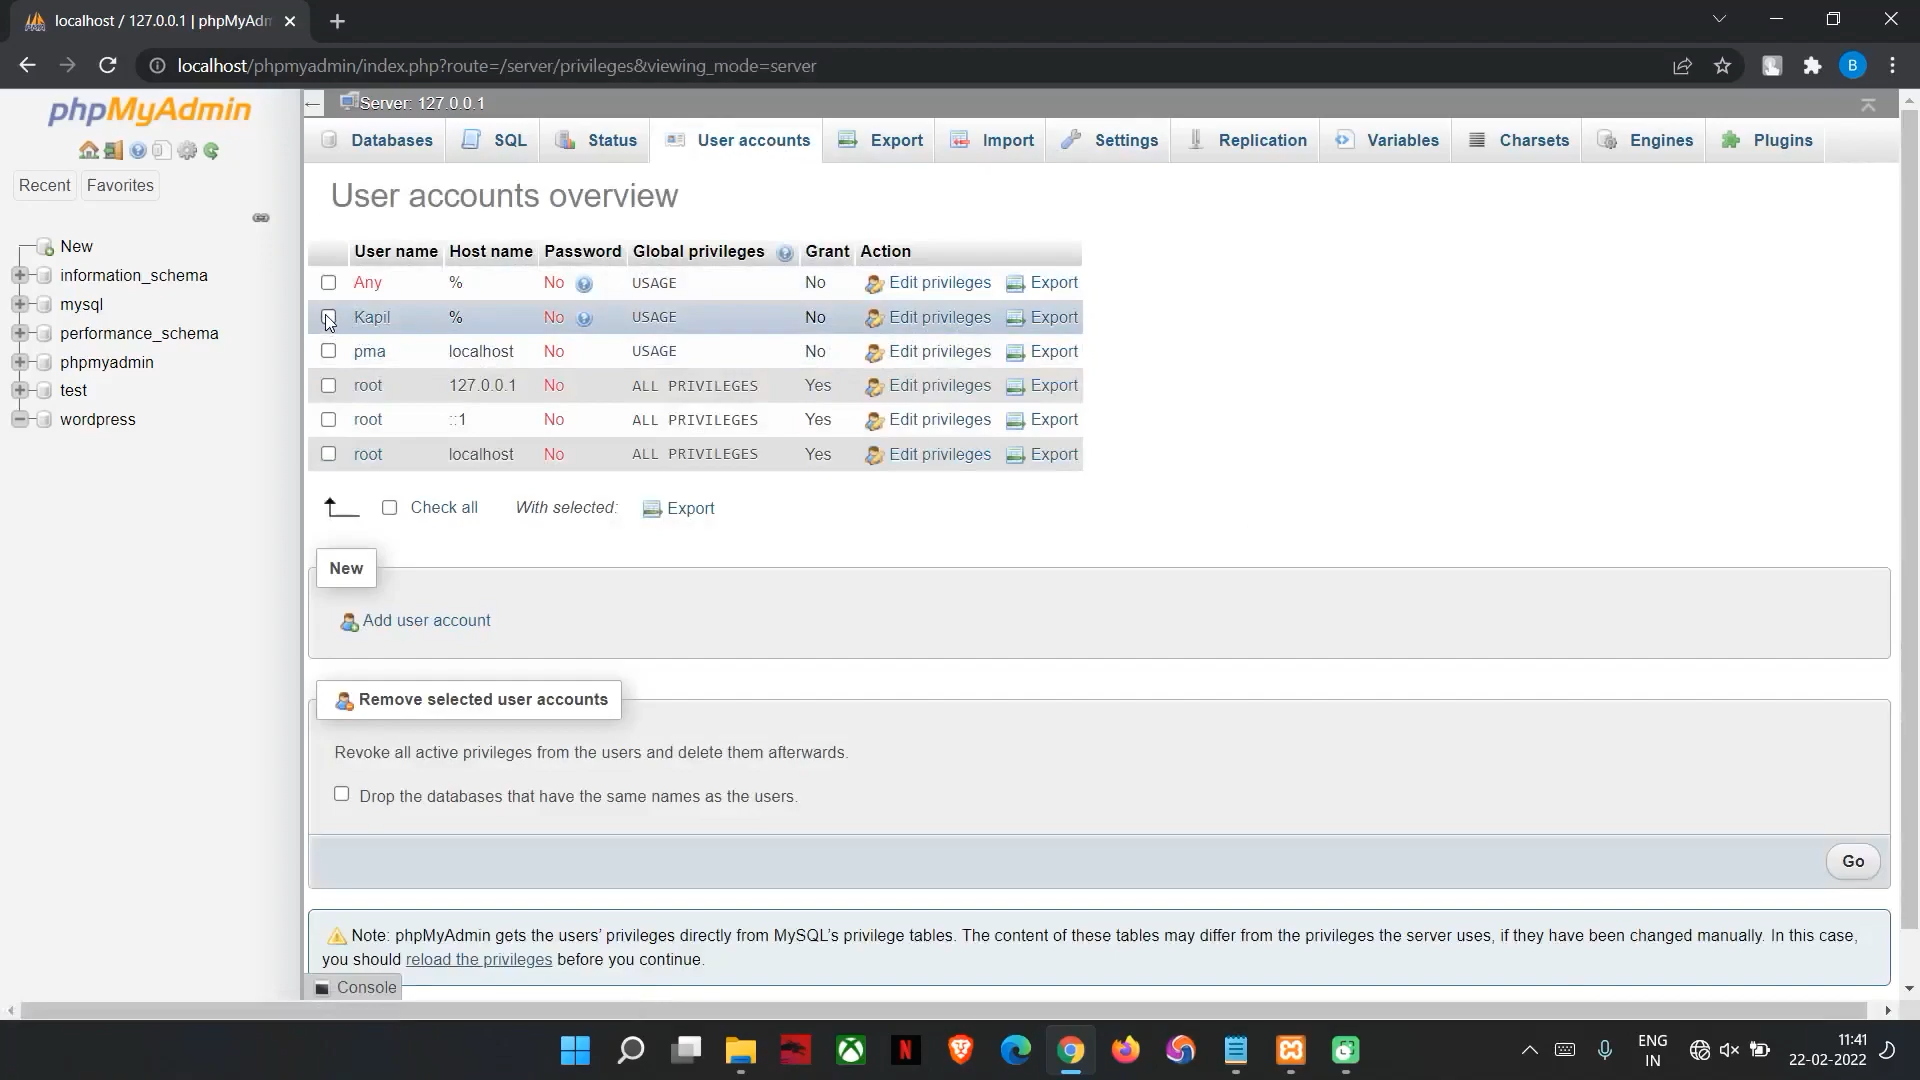 localhost / 127.0.0.1 | phpMyAdm
localhost/phpmyadmin/index.php?route=/server/privileges&viewing_mode=server
B
phpMyAdmin
Recent
Favorites
New
information_schema
mysql
performance_schema
phpmyadmin
test
wordpress
Server: 127.0.0.1
Databases
SQL
Status
User accounts
Export
Import
Settings
Replication
Variables
Charsets
Engines
Plugins
User accounts overview
User name Host name Password Global privileges Grant Action
Any % No USAGE No Edit privileges Export
Kapil % No USAGE No Edit privileges Export
pma localhost No USAGE No Edit privileges Export
root 127.0.0.1 No ALL PRIVILEGES Yes Edit privileges Export
root ::1 No ALL PRIVILEGES Yes Edit privileges Export
root localhost No ALL PRIVILEGES Yes Edit privileges Export
Check all With selected: Export
New
Add user account
Remove selected user accounts
Revoke all active privileges from the users and delete them afterwards.
Drop the databases that have the same names as the users.
Go
Note: phpMyAdmin gets the users’ privileges directly from MySQL’s privilege tables. The content of these tables may differ from the privileges the server uses, if they have been changed manually. In this case,
you should reload the privileges before you continue.
Console
N
ENG
IN
11:41
22-02-2022